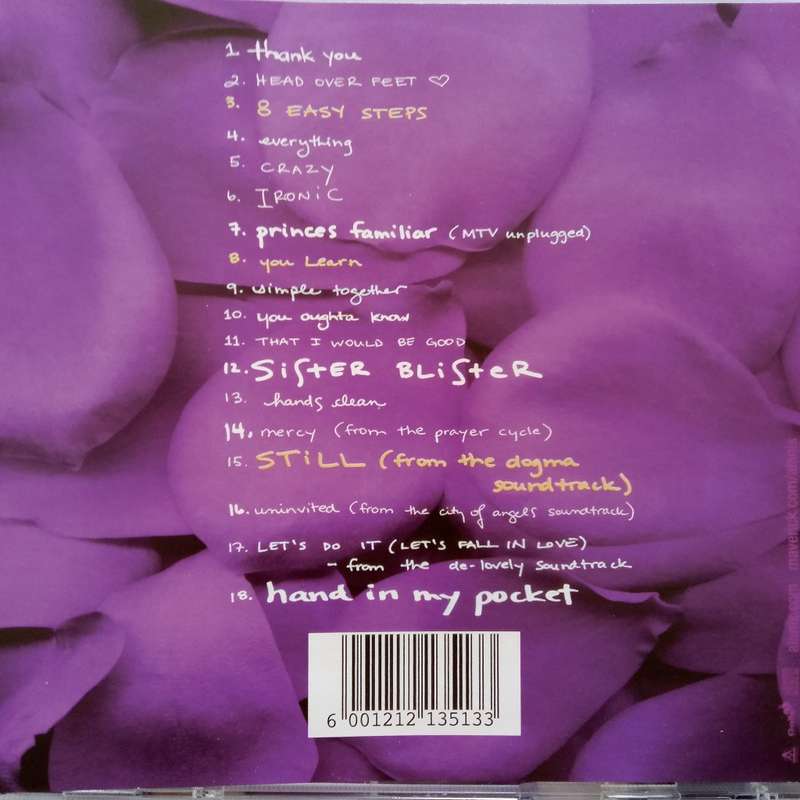 1. thank you
2. HEAD OVER FEET ♡
3. 8 EASY STEPS
4. everything
5. CRAZY
6. IRONIC
7. princes familiar (MTV unplugged)
8. you Learn
9. simple together
10. you oughta know
11. THAT I WOULD BE GOOD
12. SISTER BLISTER
13. hands clean
14. mercy (from the prayer cycle)
15. STILL (from the dogma
soundtrack)
16. uninvited (from the city of angels soundtrack)
17. LET'S DO IT (LET'S FALL IN LOVE)
- from the de-lovely soundtrack
18. hand in my pocket
6 001212 135133